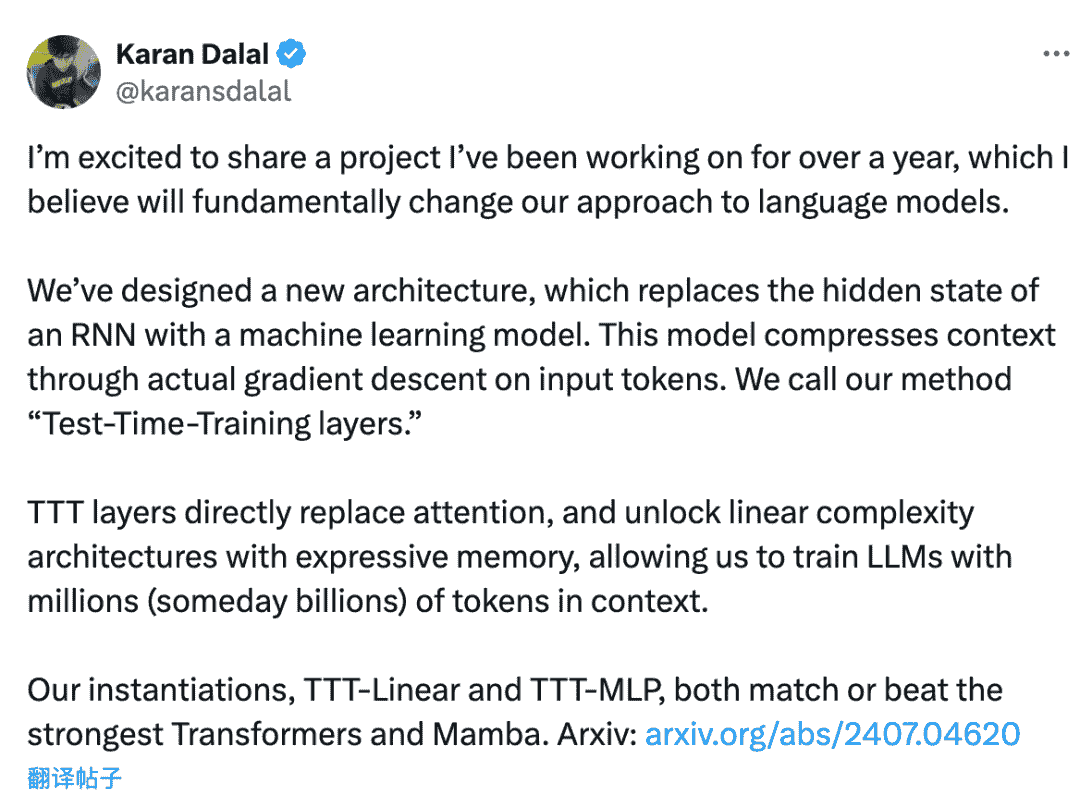 Karan Dalal
@karansdalal
I’m excited to share a project I’ve been working on for over a year, which I
believe will fundamentally change our approach to language models.
We’ve designed a new architecture, which replaces the hidden state of
an RNN with a machine learning model. This model compresses context
through actual gradient descent on input tokens. We call our method
“Test-Time-Training layers.”
TTT layers directly replace attention, and unlock linear complexity
architectures with expressive memory, allowing us to train LLMs with
millions (someday billions) of tokens in context.
Our instantiations, TTT-Linear and TTT-MLP, both match or beat the
strongest Transformers and Mamba. Arxiv: arxiv.org/abs/2407.04620
翻译帖子